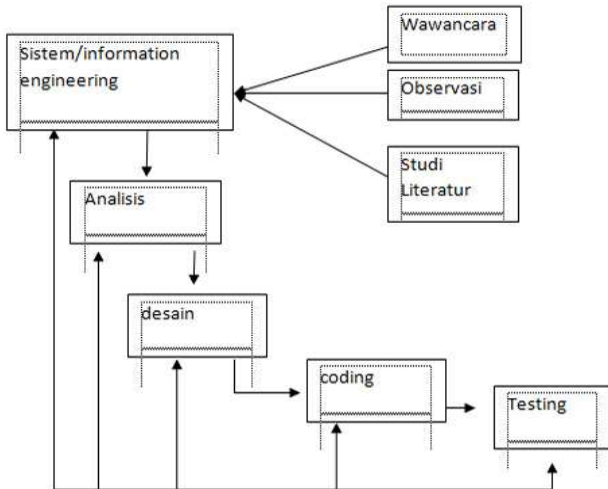 Sistem/information
engineering
Wawancara
Observasi
Studi
Literatur
Analisis
desain
coding
Testing